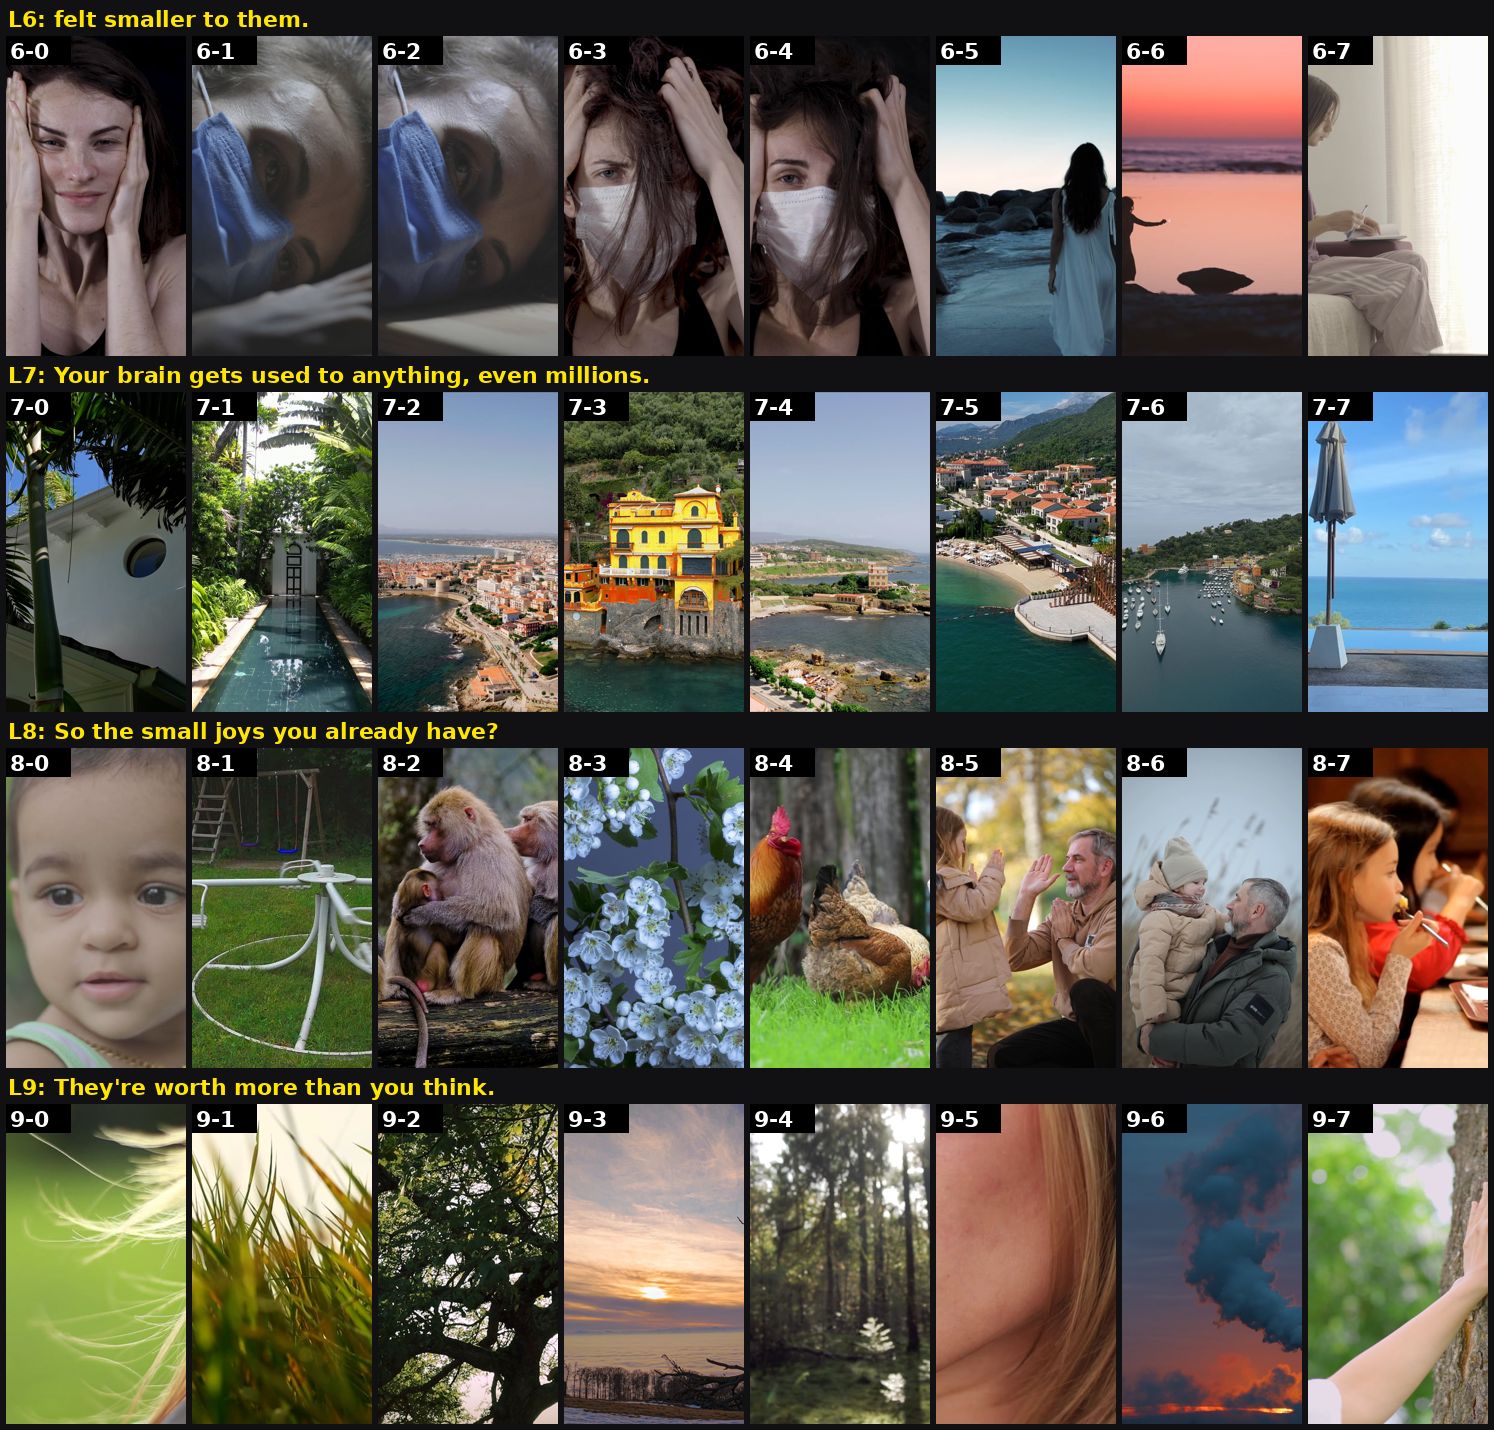 L6: felt smaller to them.
6-0 6-1 6-2 6-3 6-4 6-5 6-6 6-7
L7: Your brain gets used to anything, even millions.
7-0 7-1 7-2 7-3 7-4 7-5 7-6 7-7
L8: So the small joys you already have?
8-0 8-1 8-2 8-3 8-4 8-5 8-6 8-7
L9: They're worth more than you think.
9-0 9-1 9-2 9-3 9-4 9-5 9-6 9-7